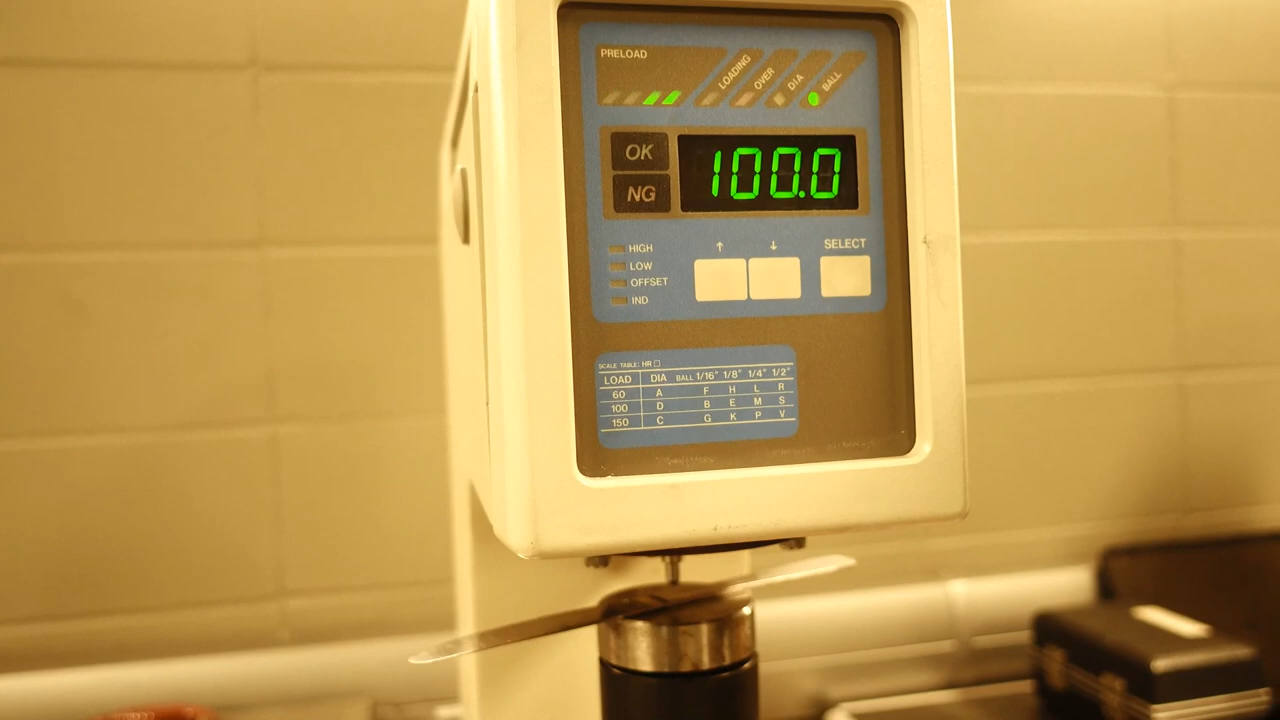 PRELOAD
LOADING
OVER
DIA
BALL
OK
NG
100.0
HIGH
LOW
OFFSET
IND
↑ ↓ SELECT
SCALE TABLE: HR □
LOAD DIA BALL 1/16" 1/8" 1/4" 1/2"
60 A F H L R
100 D B E M S
150 C G K P V